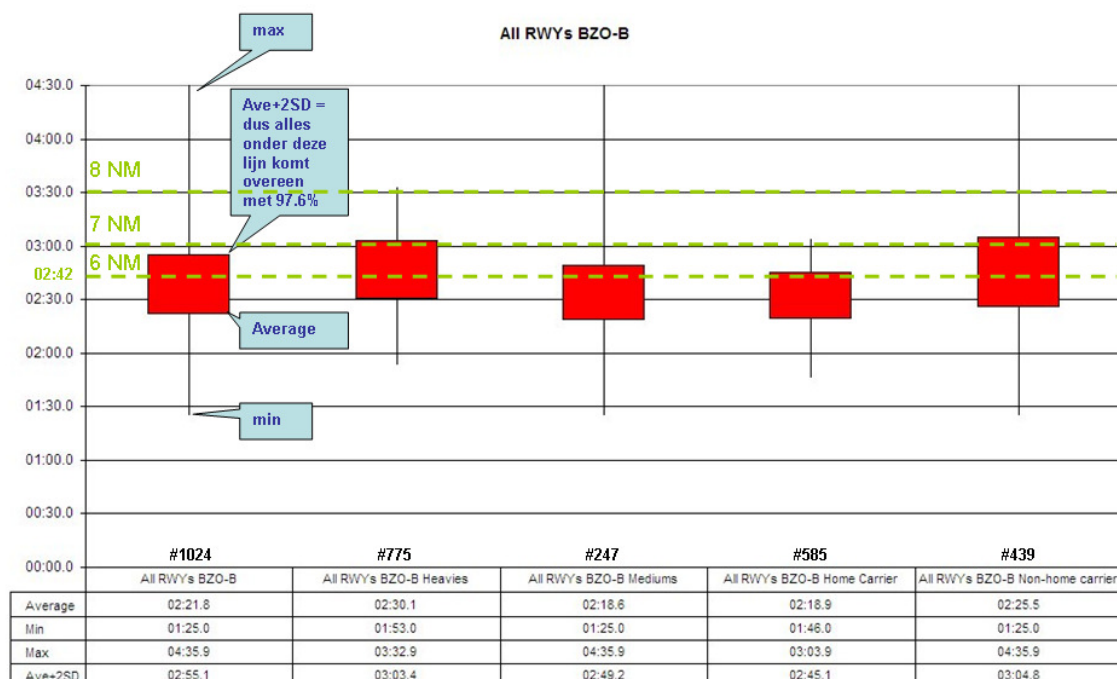 All RWYs BZO-B
max
04:30.0
Ave+2SD =
dus alles
onder deze
lijn komt
overeen
met 97.6%
04:00.0
8 NM
03:30.0
7 NM
03:00.0
6 NM
02:42
02:30.0
Average
02:00.0
01:30.0
min
01:00.0
00:30.0
00:00.0
#1024 #775 #247 #585 #439
All RWYs BZO-B All RWYs BZO-B Heavies All RWYs BZO-B Mediums All RWYs BZO-B Home Carrier All RWYs BZO-B Non-home carrier
Average 02:21.8 02:30.1 02:18.6 02:18.9 02:25.5
Min 01:25.0 01:53.0 01:25.0 01:46.0 01:25.0
Max 04:35.9 03:32.9 04:35.9 03:03.9 04:35.9
Ave+2SD 02:55.1 03:03.4 02:49.2 02:45.1 03:04.8